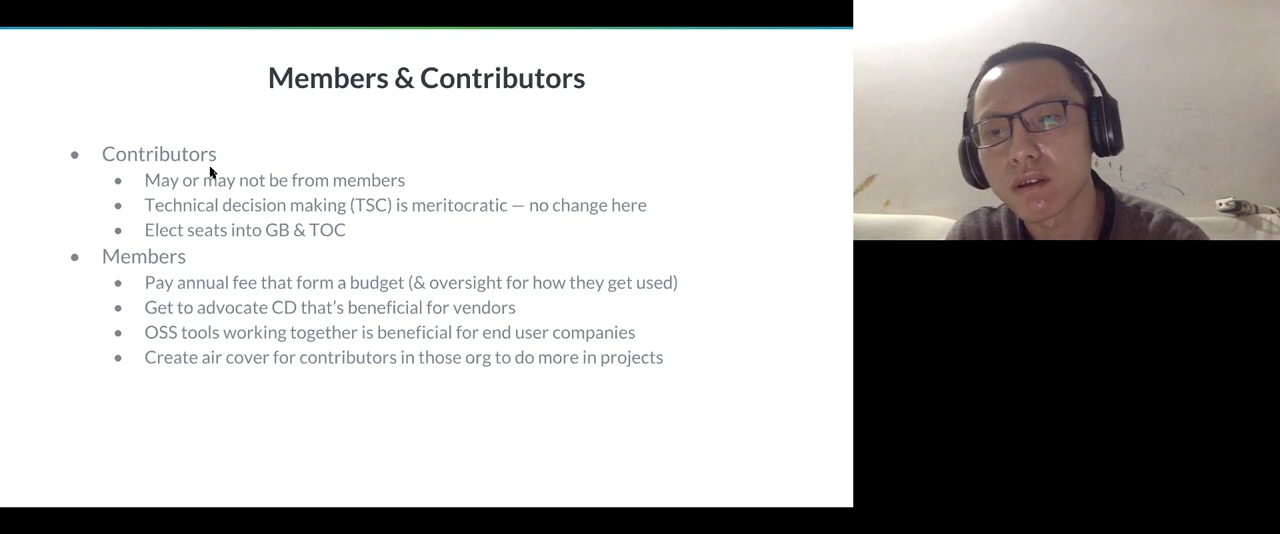 Members & Contributors
• Contributors
• May or may not be from members
• Technical decision making (TSC) is meritocratic — no change here
• Elect seats into GB & TOC
• Members
• Pay annual fee that form a budget (& oversight for how they get used)
• Get to advocate CD that's beneficial for vendors
• OSS tools working together is beneficial for end user companies
• Create air cover for contributors in those org to do more in projects